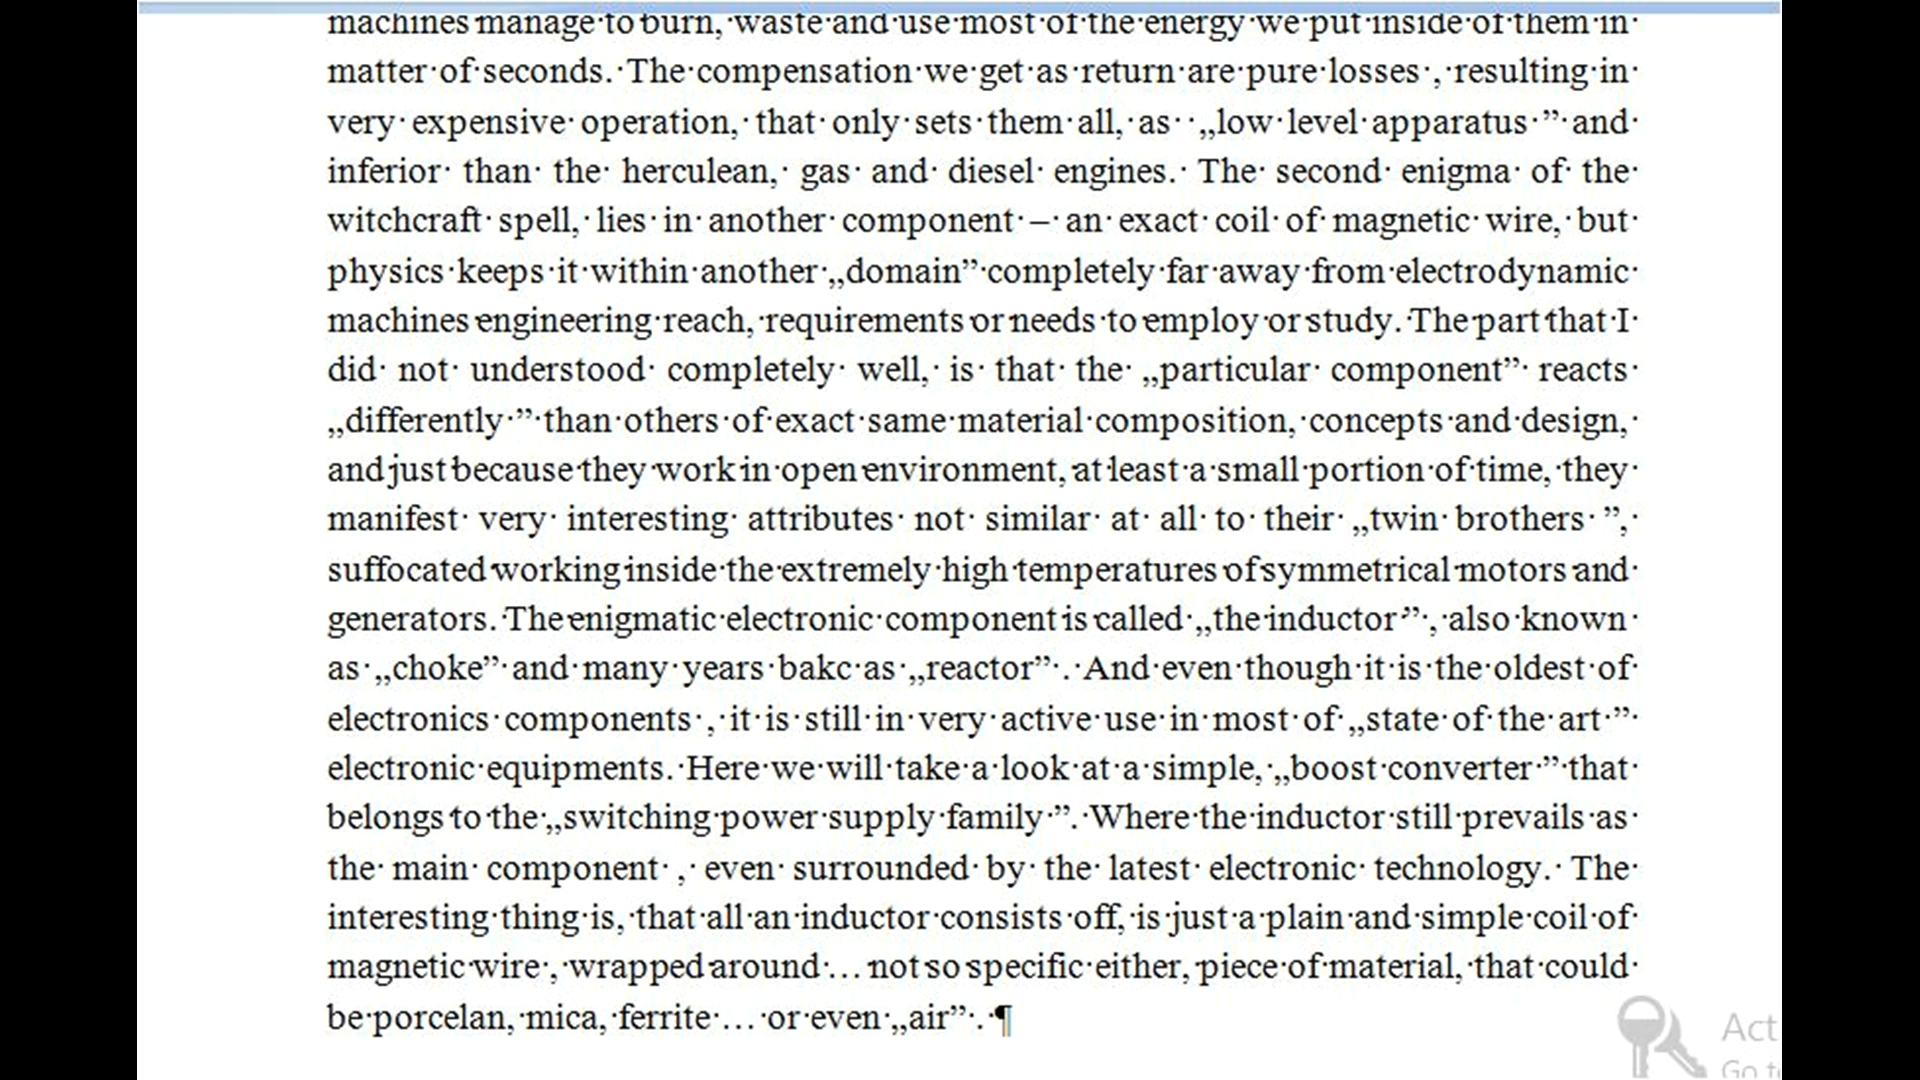 machines manage to burn, waste and use most of the energy we put inside of them in
matter of seconds. The compensation we get as return are pure losses , resulting in
very expensive operation, that only sets them all, as „low level apparatus ” and
inferior than the herculean, gas and diesel engines. The second enigma of the
witchcraft spell, lies in another component – an exact coil of magnetic wire, but
physics keeps it within another „domain” completely far away from electrodynamic
machines engineering reach, requirements or needs to employ or study. The part that I
did not understood completely well, is that the „particular component” reacts
„differently ” than others of exact same material composition, concepts and design,
and just because they work in open environment, at least a small portion of time, they
manifest very interesting attributes not similar at all to their „twin brothers ”,
suffocated working inside the extremely high temperatures of symmetrical motors and
generators. The enigmatic electronic component is called „the inductor ” , also known
as „choke” and many years bakc as „reactor” . And even though it is the oldest of
electronics components , it is still in very active use in most of „state of the art ”
electronic equipments. Here we will take a look at a simple, „boost converter ” that
belongs to the „switching power supply family ”. Where the inductor still prevails as
the main component , even surrounded by the latest electronic technology. The
interesting thing is, that all an inductor consists off, is just a plain and simple coil of
magnetic wire , wrapped around … not so specific either, piece of material, that could
be porcelan, mica, ferrite … or even „air” . ¶
Act
Go t